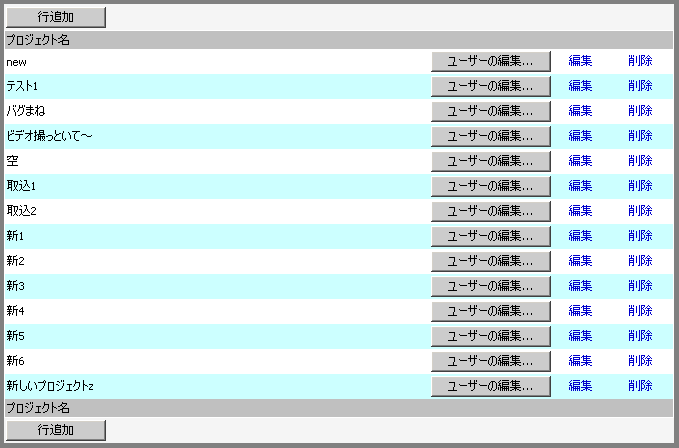 行追加
プロジェクト名
new ユーザーの編集... 編集 削除
テスト1 ユーザーの編集... 編集 削除
バグまね ユーザーの編集... 編集 削除
ビデオ撮っといて～ ユーザーの編集... 編集 削除
空 ユーザーの編集... 編集 削除
取込1 ユーザーの編集... 編集 削除
取込2 ユーザーの編集... 編集 削除
新1 ユーザーの編集... 編集 削除
新2 ユーザーの編集... 編集 削除
新3 ユーザーの編集... 編集 削除
新4 ユーザーの編集... 編集 削除
新5 ユーザーの編集... 編集 削除
新6 ユーザーの編集... 編集 削除
新しいプロジェクトz ユーザーの編集... 編集 削除
プロジェクト名
行追加